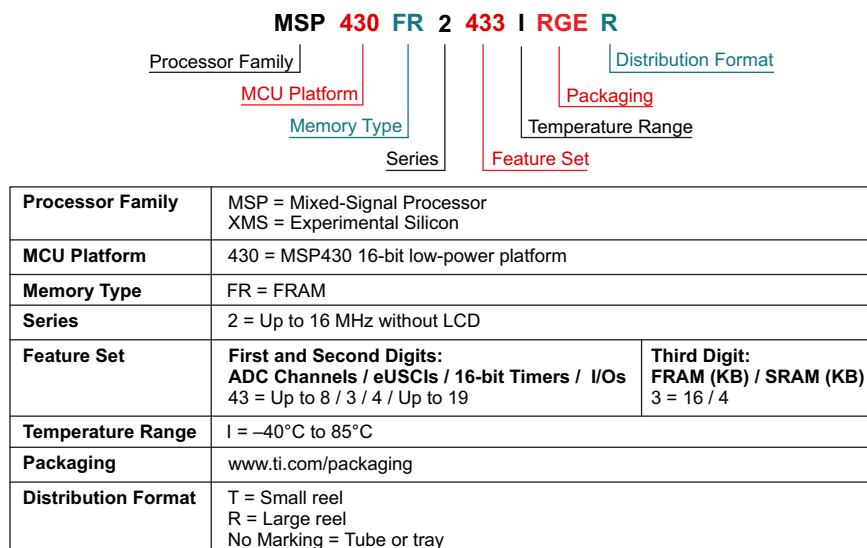 MSP 430 FR 2 433 I RGE R
Processor Family
Distribution Format
MCU Platform
Packaging
Memory Type
Temperature Range
Series
Feature Set
Processor Family
MSP = Mixed-Signal Processor
XMS = Experimental Silicon
MCU Platform
430 = MSP430 16-bit low-power platform
Memory Type
FR = FRAM
Series
2 = Up to 16 MHz without LCD
Feature Set
First and Second Digits:
ADC Channels / eUSCIs / 16-bit Timers / I/Os
43 = Up to 8 / 3 / 4 / Up to 19
Third Digit:
FRAM (KB) / SRAM (KB)
3 = 16 / 4
Temperature Range
I = –40°C to 85°C
Packaging
www.ti.com/packaging
Distribution Format
T = Small reel
R = Large reel
No Marking = Tube or tray